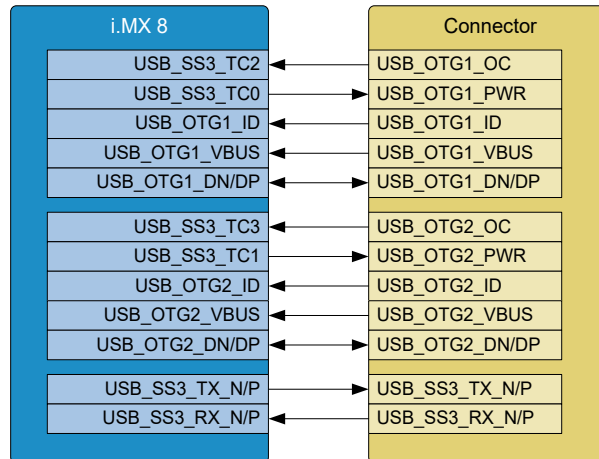 i.MX 8 Connector
USB_SS3_TC2 USB_OTG1_OC
USB_SS3_TC0 USB_OTG1_PWR
USB_OTG1_ID USB_OTG1_ID
USB_OTG1_VBUS USB_OTG1_VBUS
USB_OTG1_DN/DP USB_OTG1_DN/DP
USB_SS3_TC3 USB_OTG2_OC
USB_SS3_TC1 USB_OTG2_PWR
USB_OTG2_ID USB_OTG2_ID
USB_OTG2_VBUS USB_OTG2_VBUS
USB_OTG2_DN/DP USB_OTG2_DN/DP
USB_SS3_TX_N/P USB_SS3_TX_N/P
USB_SS3_RX_N/P USB_SS3_RX_N/P